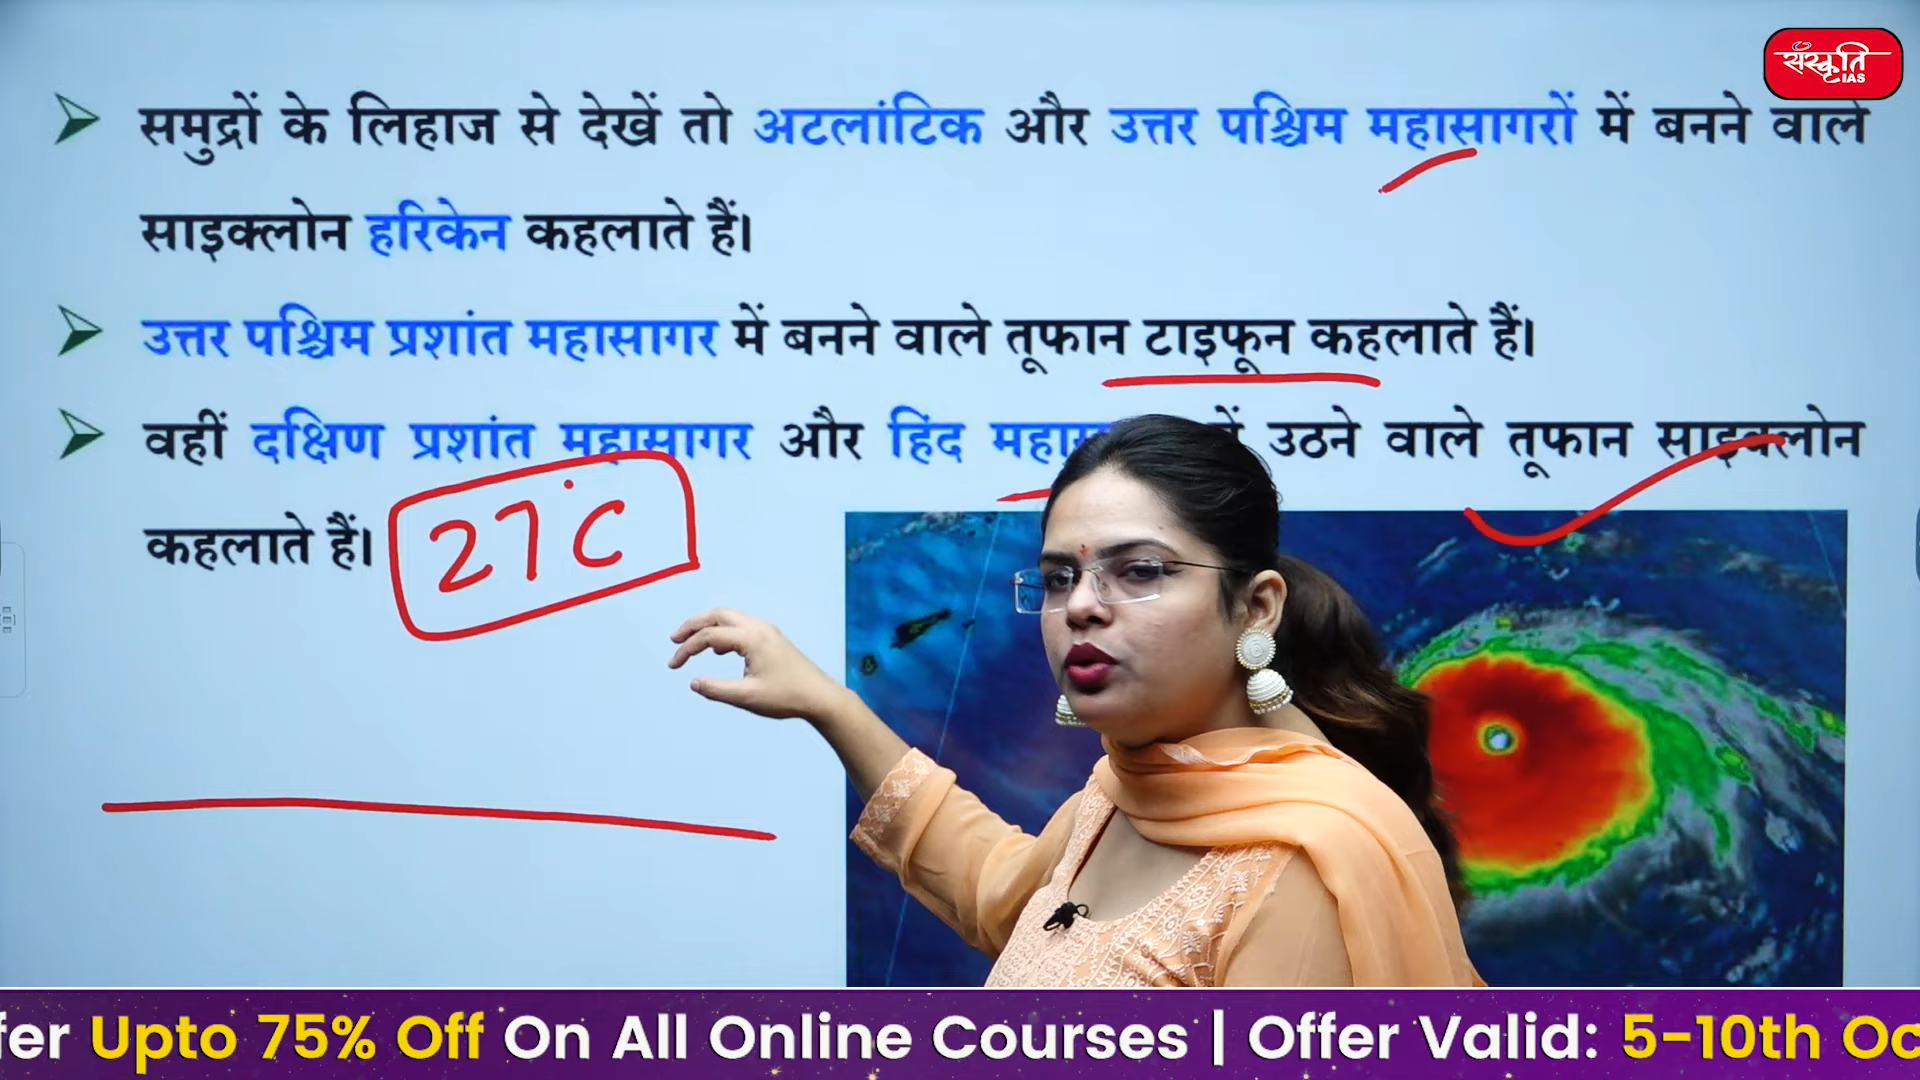 संस्कृति
IAS
समुद्रों के लिहाज से देखें तो अटलांटिक और उत्तर पश्चिम महासागरों में बनने वाले
साइक्लोन हरिकेन कहलाते हैं।
उत्तर पश्चिम प्रशांत महासागर में बनने वाले तूफान टाइफून कहलाते हैं।
वहीं दक्षिण प्रशांत महासागर और हिंद में उठने वाले तूफान साइक्लोन
कहलाते हैं।
27°C
fer Upto 75% Off On All Online Courses | Offer Valid: 5-10th Oc